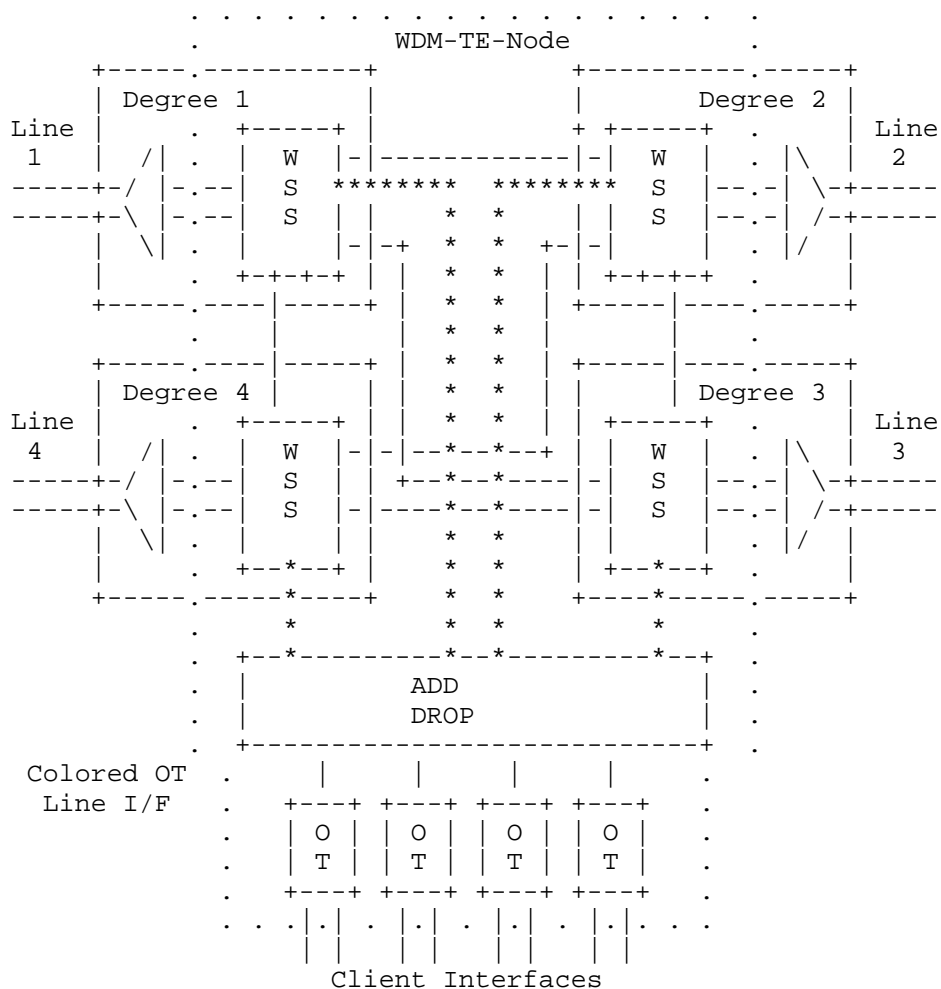 WDM-TE-Node
Degree 1
Degree 2
Line
1
Line
2
W
S
S
W
S
S
Degree 4
Degree 3
Line
4
Line
3
W
S
S
W
S
S
ADD
DROP
Colored OT
Line I/F
O
T
O
T
O
T
O
T
Client Interfaces